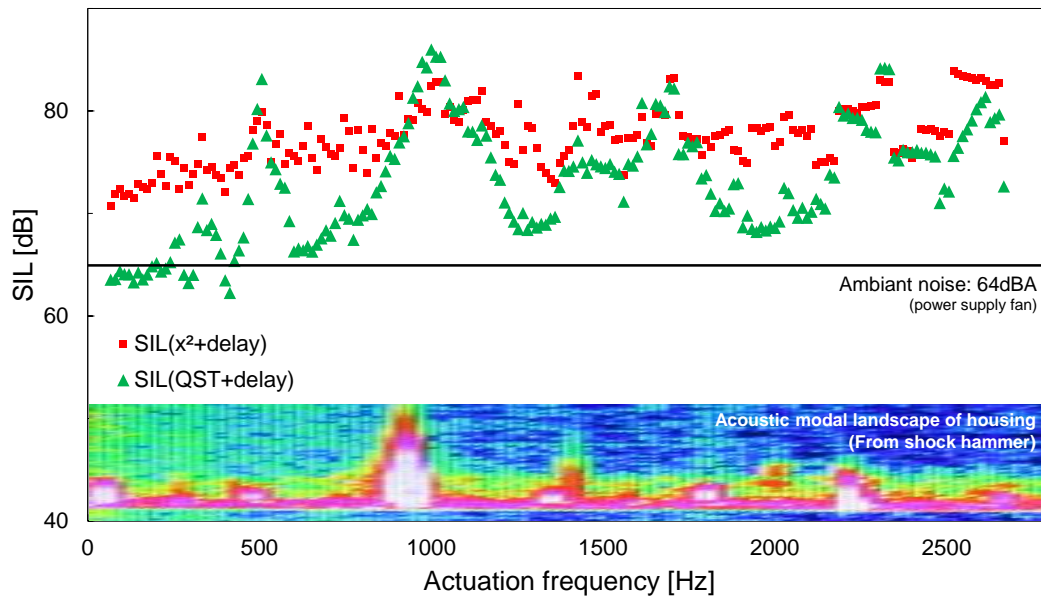 SIL [dB]
80
60
40
Ambiant noise: 64dBA
(power supply fan)
SIL(x²+delay)
SIL(QST+delay)
Acoustic modal landscape of housing
(From shock hammer)
0 500 1000 1500 2000 2500
Actuation frequency [Hz]